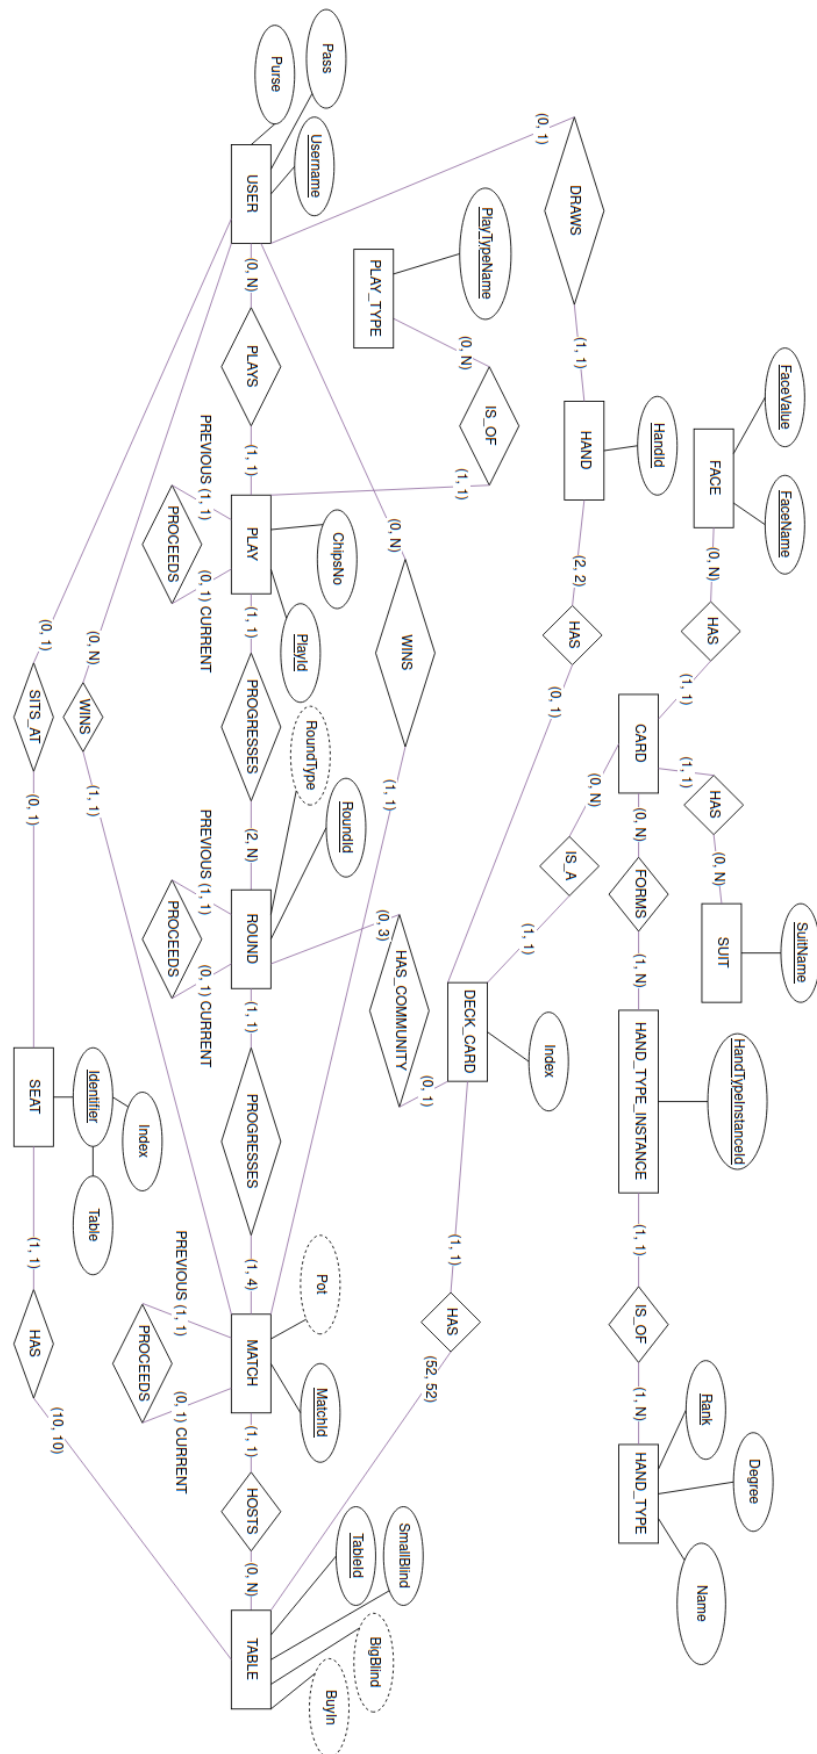 SuitName
FaceValue
FaceName
Degree
HandTypeInstanceId
FACE
(0, N)
HAS
(1, 1)
HAS
(0, N)
SUIT
(1, 1)
Rank
Name
HandId
CARD
(0, N)
FORMS
(1, N)
HAND_TYPE_INSTANCE
(1, 1)
IS_OF
(1, N)
HAND_TYPE
(0, N)
IS_A
(1, 1)
DRAWS
(0, 1)
(1, 1)
HAND
(2, 2)
HAS
(0, 1)
Index
PlayTypeName
DECK_CARD
(1, 1)
HAS
(52, 52)
IS_OF
(0, N)
(1, 1)
PLAY_TYPE
WINS
(0, N)
(1, 1)
HAS_COMMUNITY
(0, 3)
(0, 1)
SmallBlind
BigBlind
Pass
Purse
Username
ChipsNo
PlayId
RoundType
RoundId
Pot
MatchId
TableId
BuyIn
USER
(0, N)
PLAYS
(1, 1)
PLAY
(1, 1)
PROGRESSES
(2, N)
ROUND
(1, 1)
PROGRESSES
(1, 4)
MATCH
(1, 1)
HOSTS
(0, N)
TABLE
PREVIOUS (1, 1)
(0, 1) CURRENT
PROCEEDS
PREVIOUS (1, 1)
(0, 1) CURRENT
PROCEEDS
PREVIOUS (1, 1)
(0, 1) CURRENT
PROCEEDS
(0, N)
WINS
(1, 1)
Index
Identifier
Table
(0, 1)
SITS_AT
(0, 1)
SEAT
(1, 1)
HAS
(10, 10)